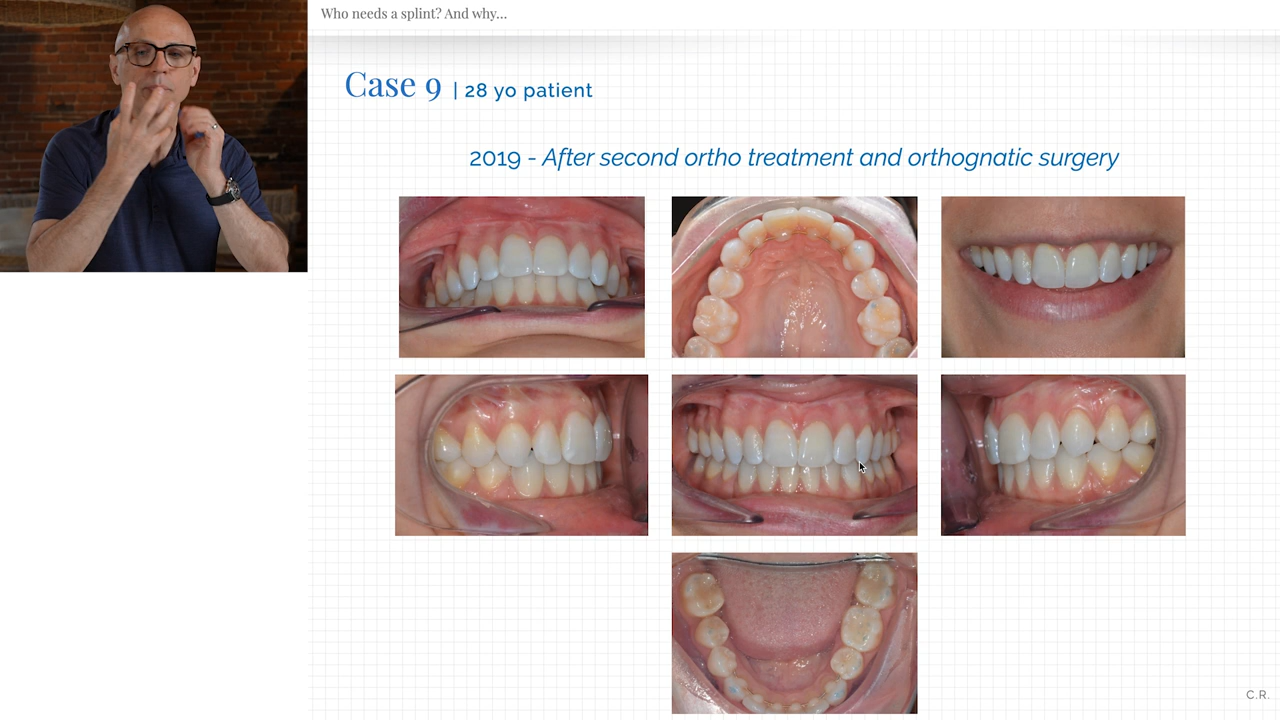 Who needs a splint? And why...
Case 9 | 28 yo patient
2019 - After second ortho treatment and orthognatic surgery
C.R.